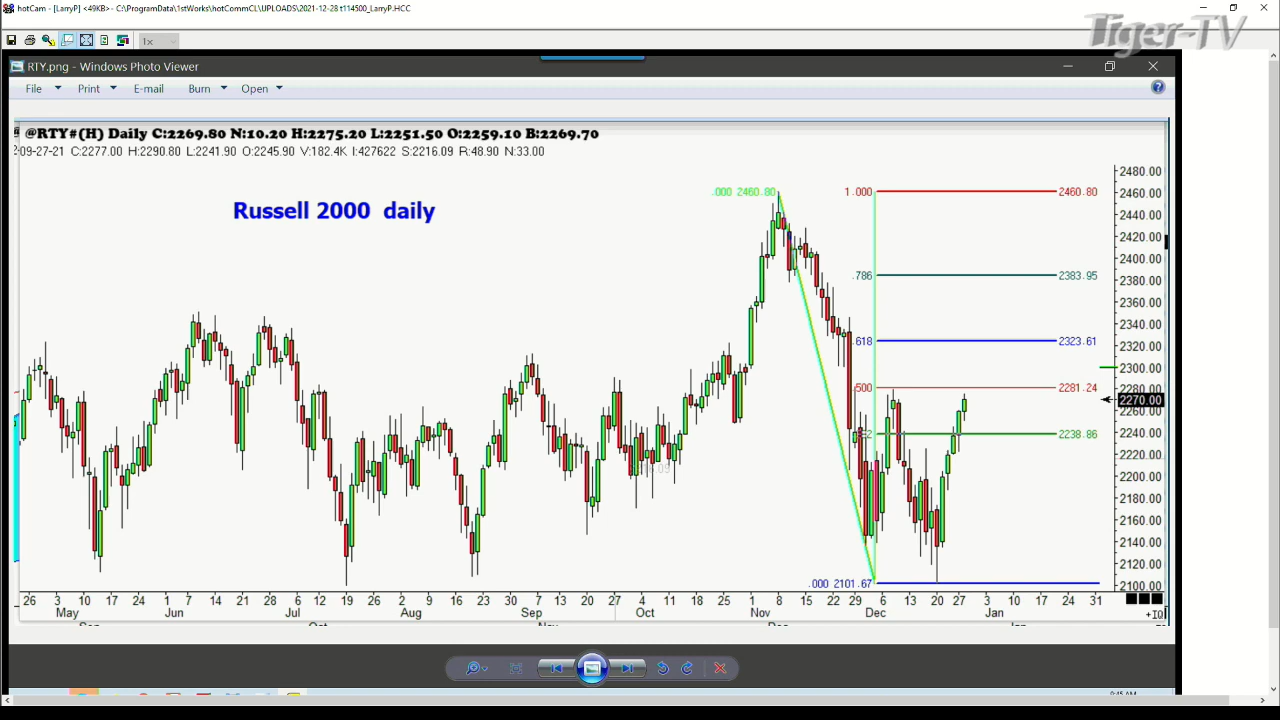 hotCam - [LarryP] <49KB> - C:\ProgramData\1stWorks\hotCommCL\UPLOADS\2021-12-28 t114500_LarryP.HCC
Tiger-TV
1x
RTY.png - Windows Photo Viewer
File Print E-mail Burn Open
@RTY#(H) Daily C:2269.80 N:10.20 H:2275.20 L:2251.50 O:2259.10 B:2269.70
:09-27-21 C:2277.00 H:2290.80 L:2241.90 O:2245.90 V:182.4K I:427622 S:2216.09 R:48.90 N:33.00
Russell 2000 daily
2480.00
.000 2460.80 1.000 2460.80 2460.00
2440.00
2420.00
2400.00
.786 2383.95 2380.00
2360.00
2340.00
.618 2323.61 2320.00
2300.00
.500 2281.24 2280.00
2270.00
2260.00
2238.86 2240.00
2220.00
2200.00
2180.00
2160.00
2140.00
2120.00
.000 2101.67 2100.00
26 3 10 17 24 1 7 14 21 28 6 12 19 26 2 9 16 23 30 7 13 20 27 4 11 18 25 1 8 15 22 29 6 13 20 27 3 10 17 24 31
May Jun Jul Aug Sep Oct Nov Dec Jan +IQ